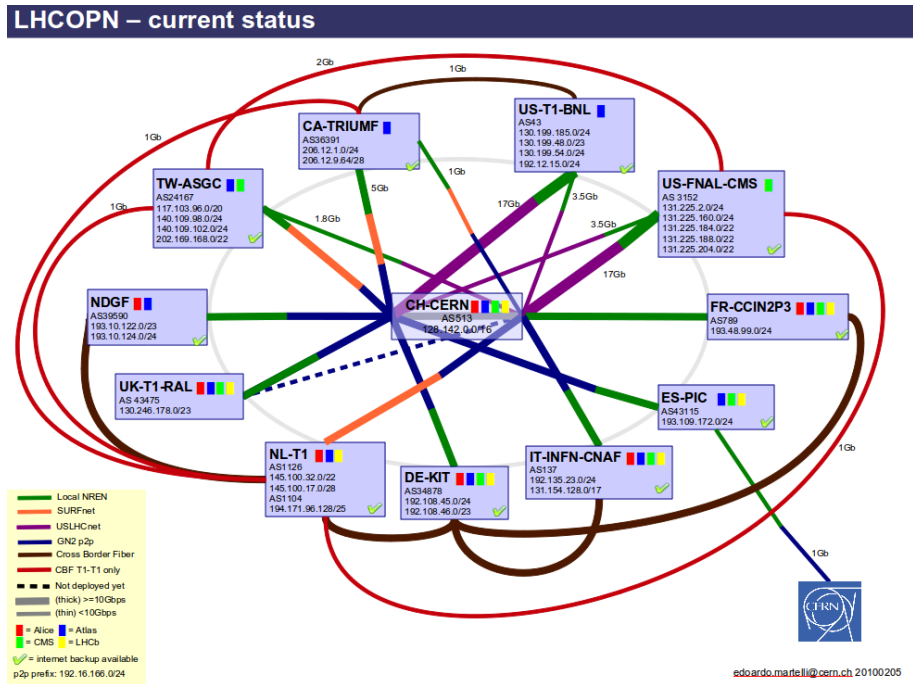 LHCOPN – current status
2Gb
1Gb
CA-TRIUMF
AS36391
206.12.1.0/24
206.12.9.64/28
US-T1-BNL
AS43
130.199.185.0/24
130.199.48.0/23
130.199.54.0/24
192.12.15.0/24
1Gb
TW-ASGC
AS24167
117.103.96.0/20
140.109.98.0/24
140.109.102.0/24
202.169.168.0/22
1Gb
1Gb
5Gb
1.8Gb
17Gb
3.5Gb
3.5Gb
17Gb
US-FNAL-CMS
AS 3152
131.225.2.0/24
131.225.160.0/24
131.225.184.0/22
131.225.188.0/22
131.225.204.0/22
NDGF
AS39590
193.10.122.0/23
193.10.124.0/24
CH-CERN
AS513
128.142.0.0/16
FR-CCIN2P3
AS789
193.48.99.0/24
UK-T1-RAL
AS 43475
130.246.178.0/23
ES-PIC
AS43115
193.109.172.0/24
NL-T1
AS1126
145.100.32.0/22
145.100.17.0/28
AS1104
194.171.96.128/25
DE-KIT
AS34878
192.108.45.0/24
192.108.46.0/23
IT-INFN-CNAF
AS137
192.135.23.0/24
131.154.128.0/17
1Gb
1Gb
CERN
Local NREN
SURFnet
USLHCnet
GN2 p2p
Cross Border Fiber
CBF T1-T1 only
Not deployed yet
(thick) >=10Gbps
(thin) <10Gbps
= Alice = Atlas
= CMS = LHCb
= internet backup available
p2p prefix: 192.16.166.0/24
edoardo.martelli@cern.ch 20100205